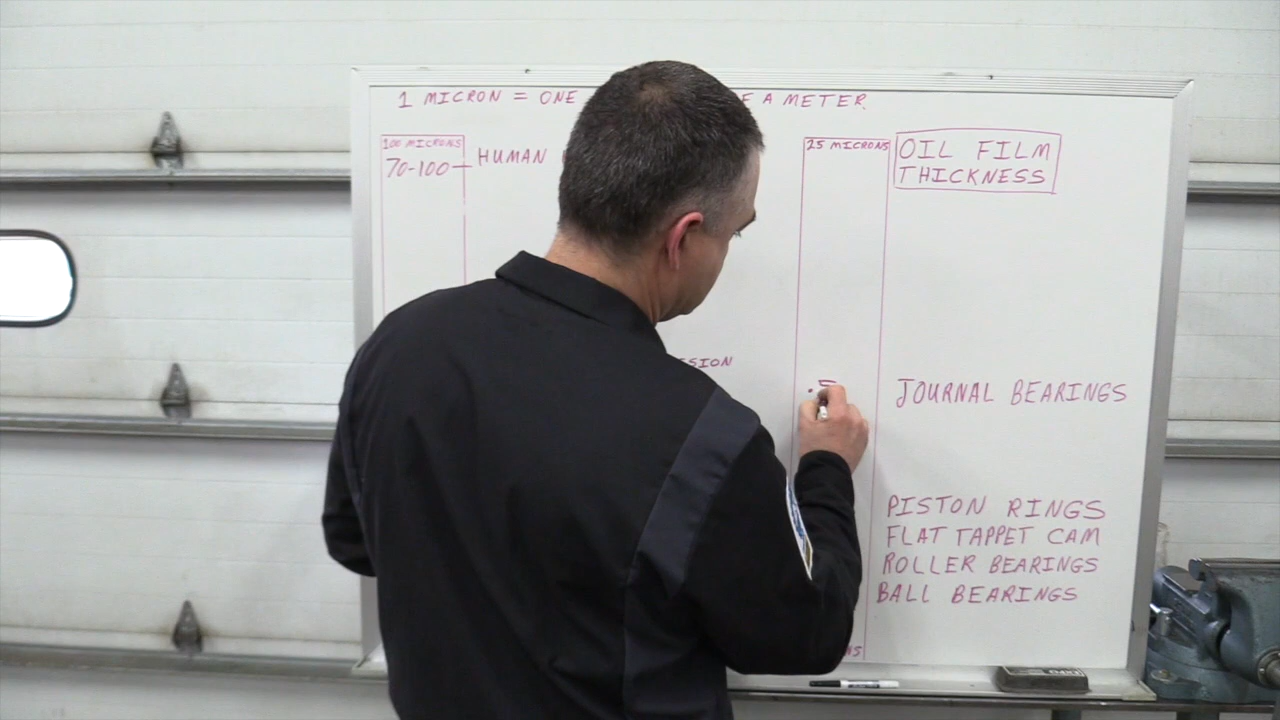 1 MICRON = ONE
A METER
100 MICRONS
70-100 HUMAN
25 MICRONS
OIL FILM
THICKNESS
.5
JOURNAL BEARINGS
PISTON RINGS
FLAT TAPPET CAM
ROLLER BEARINGS
BALL BEARINGS